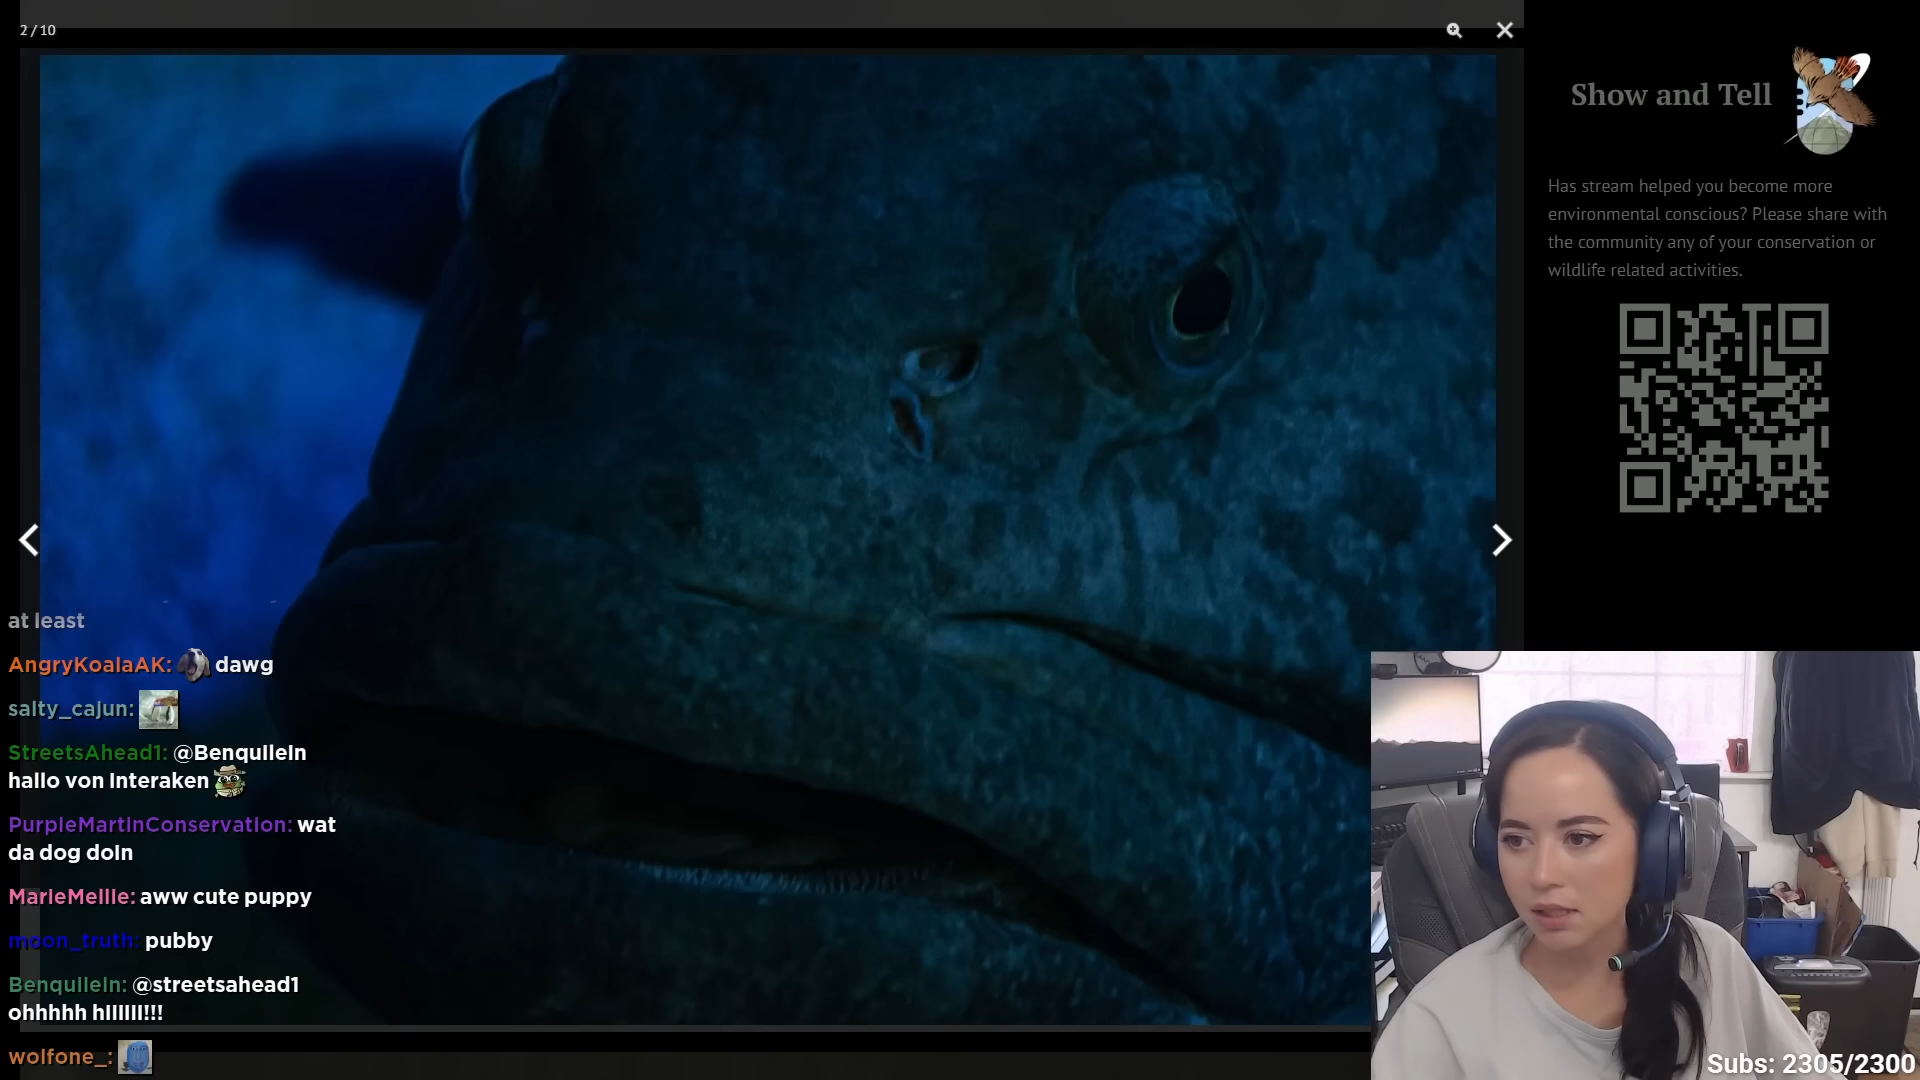 2 / 10
Show and Tell
Has stream helped you become more
environmental conscious? Please share with
the community any of your conservation or
wildlife related activities.
at least
AngryKoalaAK: dawg
salty_cajun:
StreetsAhead1: @Benquilein
hallo von Interaken
PurpleMartinConservation: wat
da dog doin
MarieMellie: aww cute puppy
moon_truth: pubby
Benquilein: @streetsahead1
ohhhhh hiiiiii!!!
wolfone_:
Subs: 2305/2300